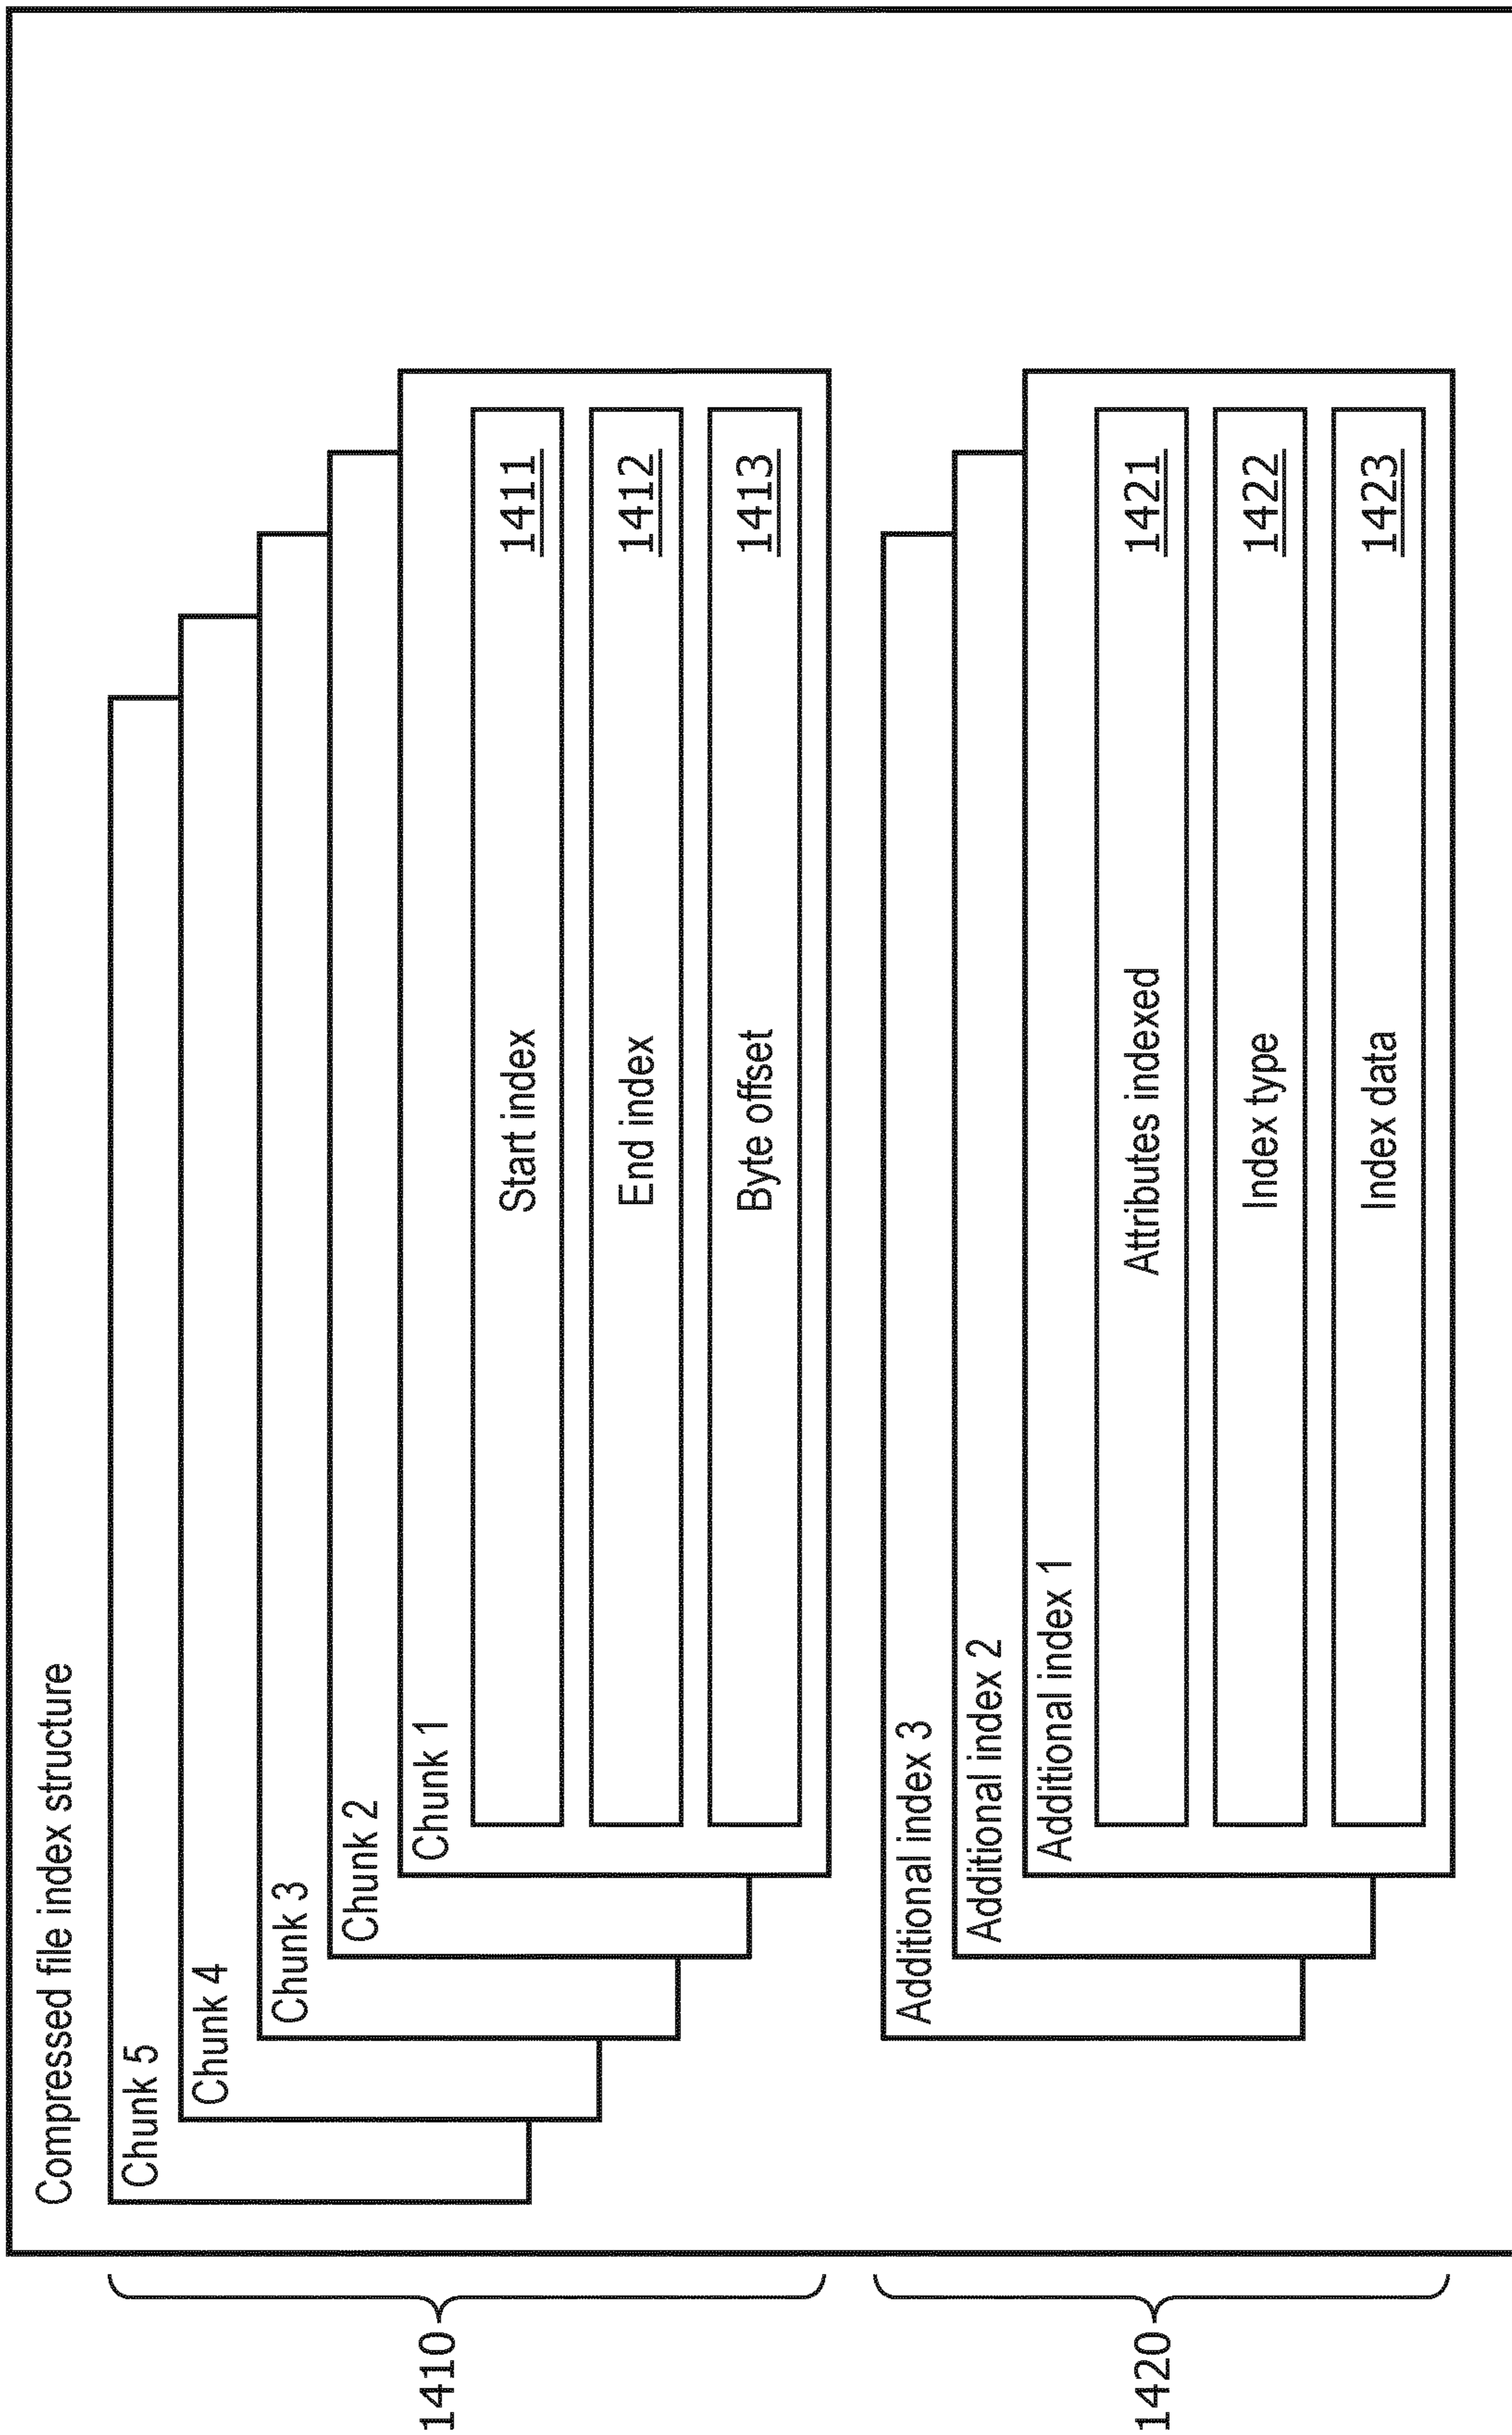 Compressed file index structure
1410
Chunk 5
Chunk 4
Chunk 3
Chunk 2
Chunk 1
Start index 1411
End index 1412
Byte offset 1413
1420
Additional index 3
Additional index 2
Additional index 1
Attributes indexed 1421
Index type 1422
Index data 1423